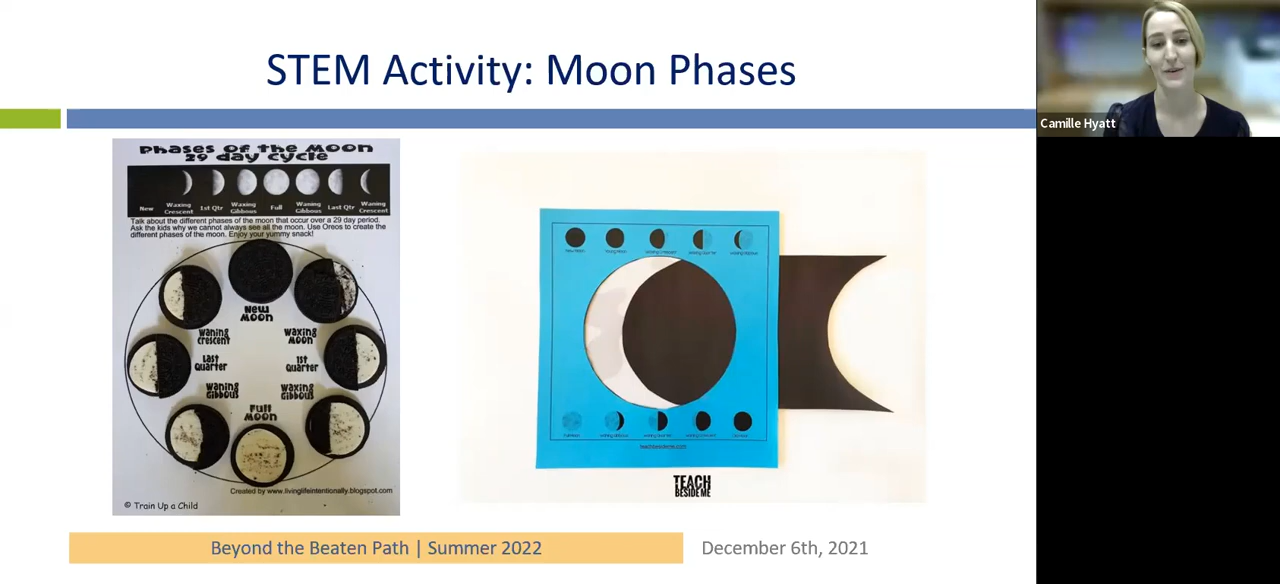 STEM Activity: Moon Phases
Camille Hyatt
Phases of the Moon
29 day cycle
New
Waxing
Crescent
1st Qtr
Waxing
Gibbous
Full
Waning
Gibbous
Last Qtr
Waning
Crescent
Talk about the different phases of the moon that occur over a 29 day period.
Ask the kids why we cannot always see all the moon. Use Oreos to create the
different phases of the moon. Enjoy your yummy snack!
New
Moon
Waning
Crescent
Waxing
Moon
Last
Quarter
1st
Quarter
Waning
Gibbous
Waxing
Gibbous
Full
Moon
Created by www.livinglifeintentionally.blogspot.com
© Train Up a Child
TEACH
BESIDE ME
Beyond the Beaten Path | Summer 2022
December 6th, 2021